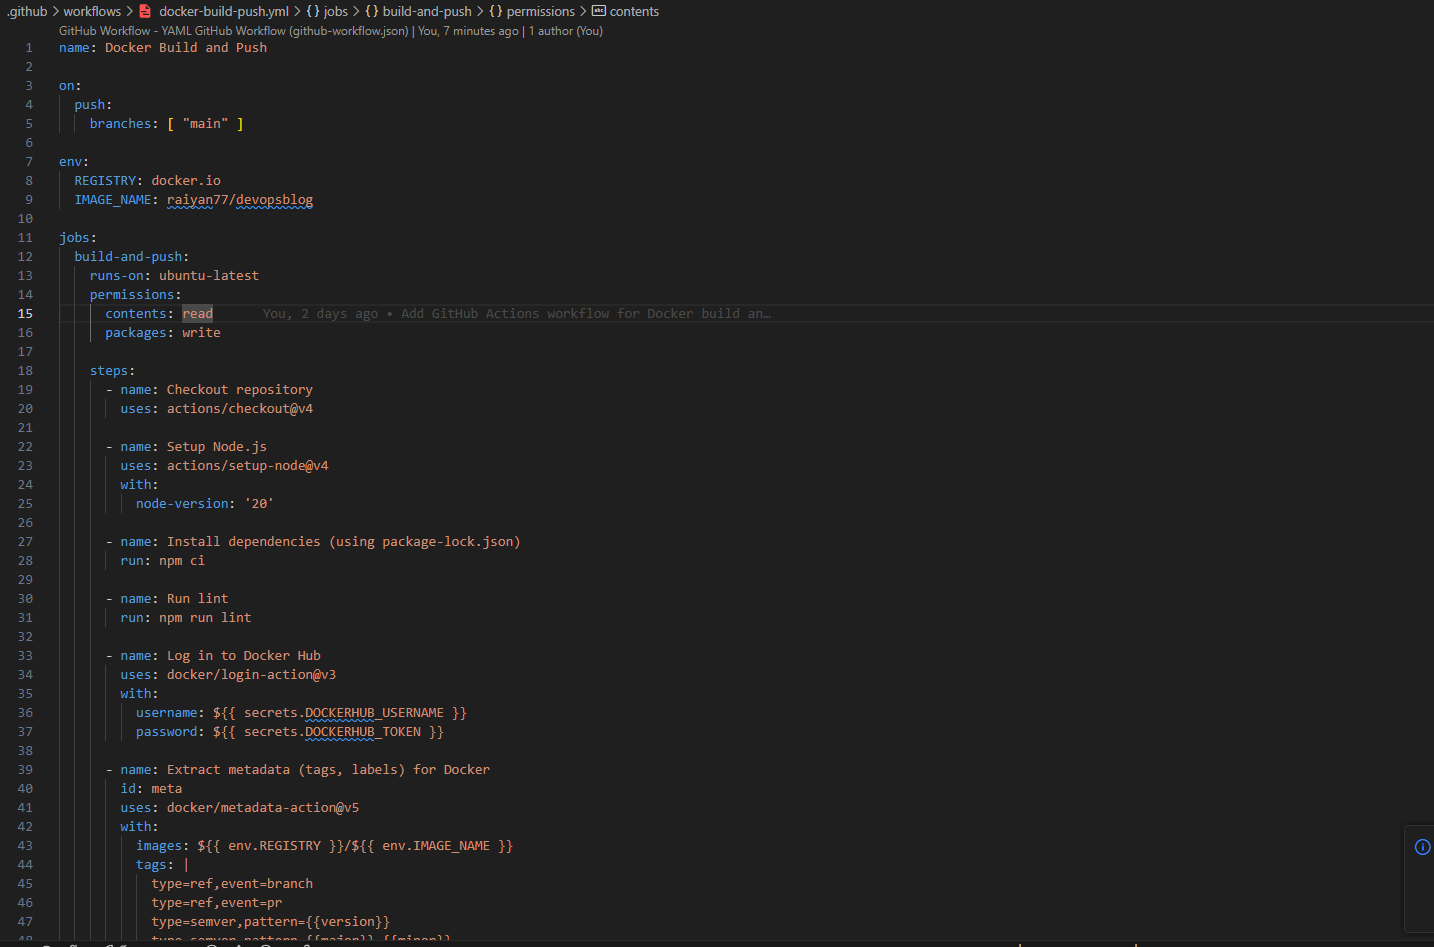 .github > workflows > docker-build-push.yml > {} jobs > {} build-and-push > {} permissions > abc contents
GitHub Workflow - YAML GitHub Workflow (github-workflow.json) | You, 7 minutes ago | 1 author (You)
1 name: Docker Build and Push
2
3 on:
4 push:
5 branches: [ "main" ]
6
7 env:
8 REGISTRY: docker.io
9 IMAGE_NAME: raiyan77/devopsblog
10
11 jobs:
12 build-and-push:
13 runs-on: ubuntu-latest
14 permissions:
15 contents: read You, 2 days ago • Add GitHub Actions workflow for Docker build an…
16 packages: write
17
18 steps:
19 - name: Checkout repository
20 uses: actions/checkout@v4
21
22 - name: Setup Node.js
23 uses: actions/setup-node@v4
24 with:
25 node-version: '20'
26
27 - name: Install dependencies (using package-lock.json)
28 run: npm ci
29
30 - name: Run lint
31 run: npm run lint
32
33 - name: Log in to Docker Hub
34 uses: docker/login-action@v3
35 with:
36 username: ${{ secrets.DOCKERHUB_USERNAME }}
37 password: ${{ secrets.DOCKERHUB_TOKEN }}
38
39 - name: Extract metadata (tags, labels) for Docker
40 id: meta
41 uses: docker/metadata-action@v5
42 with:
43 images: ${{ env.REGISTRY }}/${{ env.IMAGE_NAME }}
44 tags: |
45 type=ref,event=branch
46 type=ref,event=pr
47 type=semver,pattern={{version}}
48 type=semver,pattern={{major}}.{{minor}}